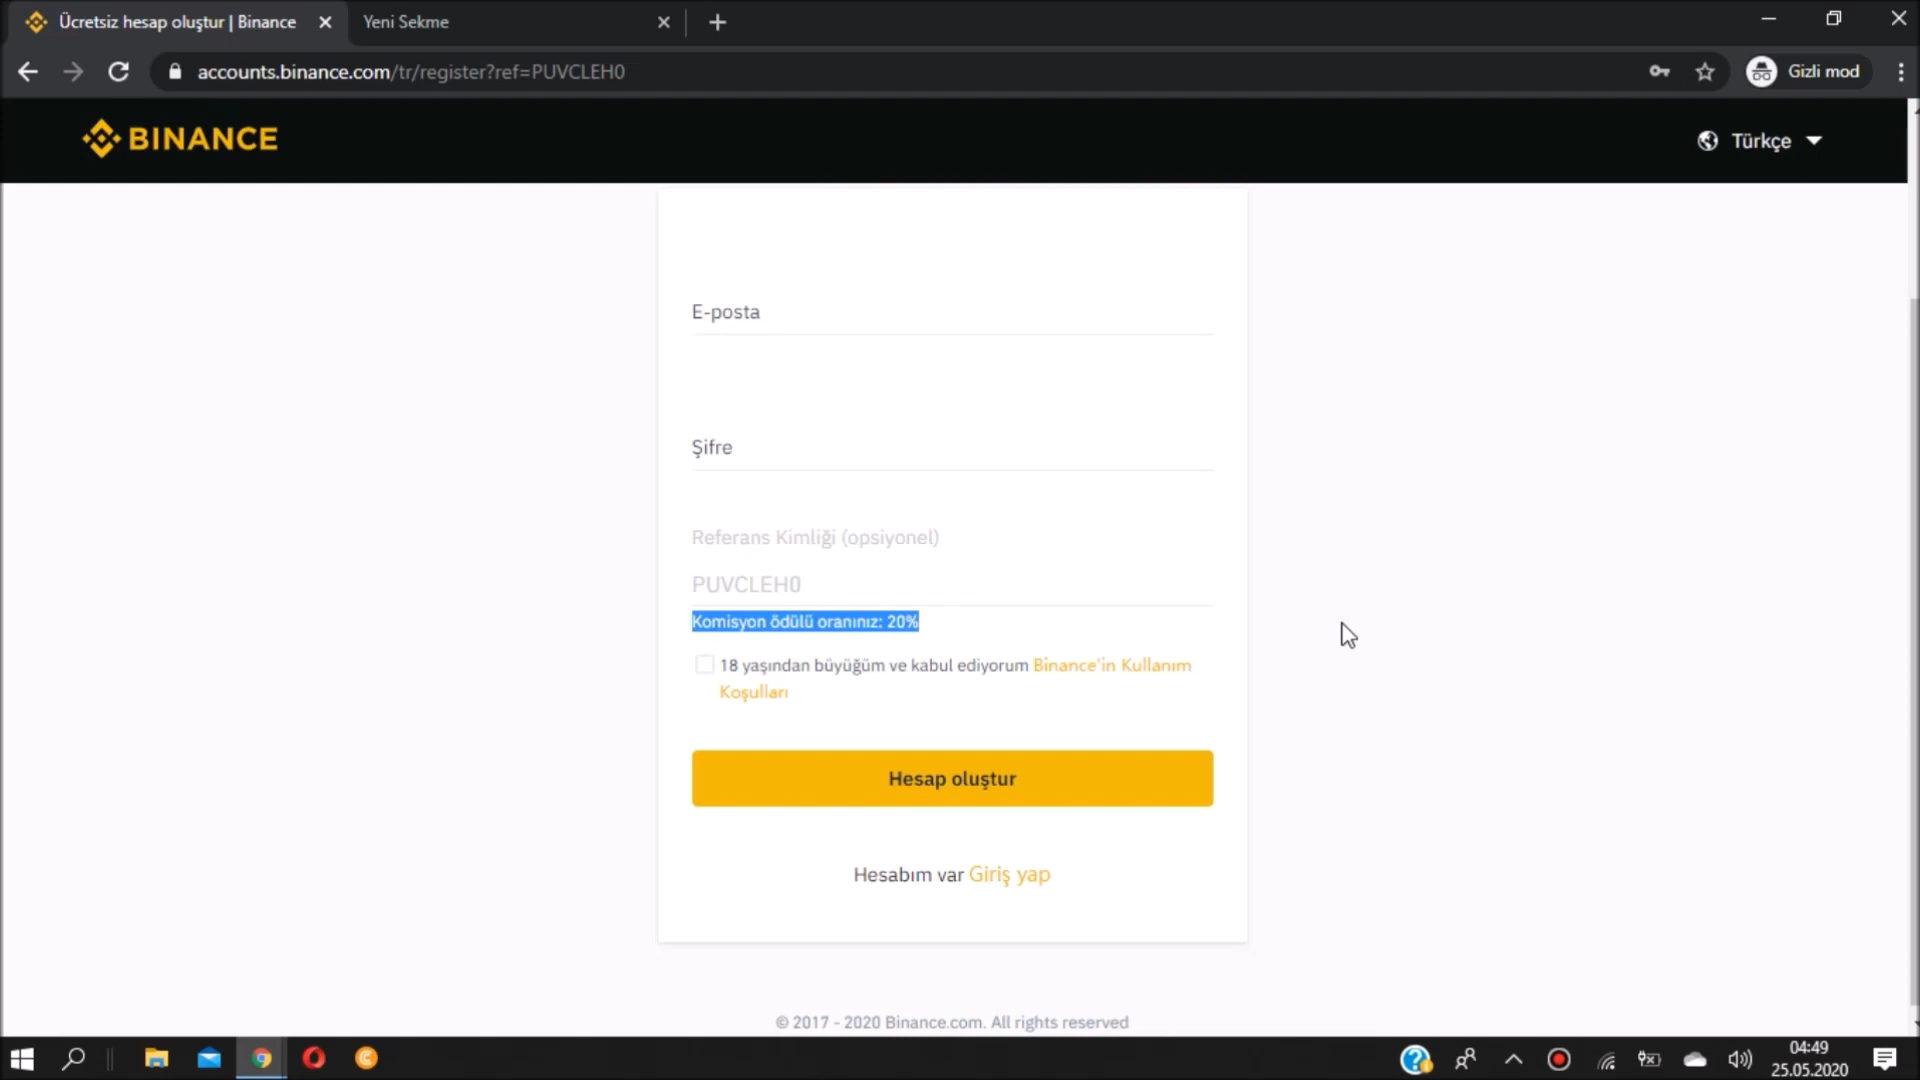 Ücretsiz hesap oluştur | Binance
Yeni Sekme
accounts.binance.com/tr/register?ref=PUVCLEH0
Gizli mod
BINANCE
Türkçe
E-posta
Şifre
Referans Kimliği (opsiyonel)
PUVCLEH0
Komisyon ödülü oranınız: 20%
18 yaşından büyüğüm ve kabul ediyorum Binance'in Kullanım
Koşulları
Hesap oluştur
Hesabım var Giriş yap
© 2017 - 2020 Binance.com. All rights reserved
04:49
25.05.2020